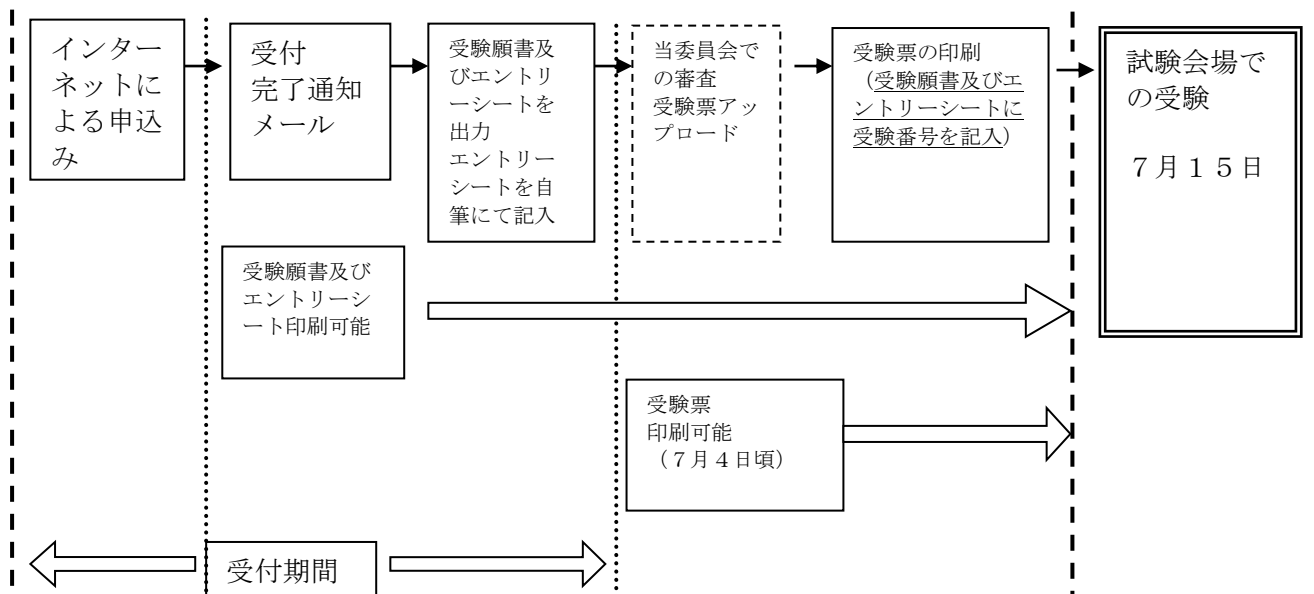 インター
ネットに
よる申込
み
受付
完了通知
メール
受験願書及
びエントリ
ーシートを
出力
エントリー
シートを自
筆にて記入
当委員会で
の審査
受験票アッ
プロード
受験票の印刷
（受験願書及びエ
ントリーシートに
受験番号を記入）
試験会場で
の受験
７月１５日
受験願書及び
エントリーシ
ート印刷可能
受験票
印刷可能
（７月４日頃）
受付期間